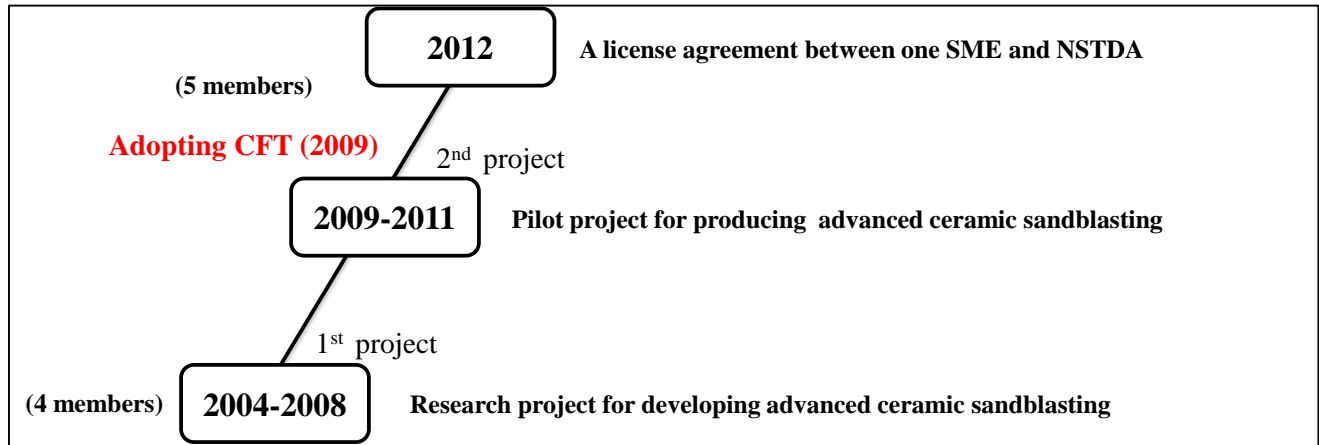 2012 A license agreement between one SME and NSTDA
(5 members)
Adopting CFT (2009)
2nd project
2009-2011 Pilot project for producing advanced ceramic sandblasting
1st project
(4 members) 2004-2008 Research project for developing advanced ceramic sandblasting